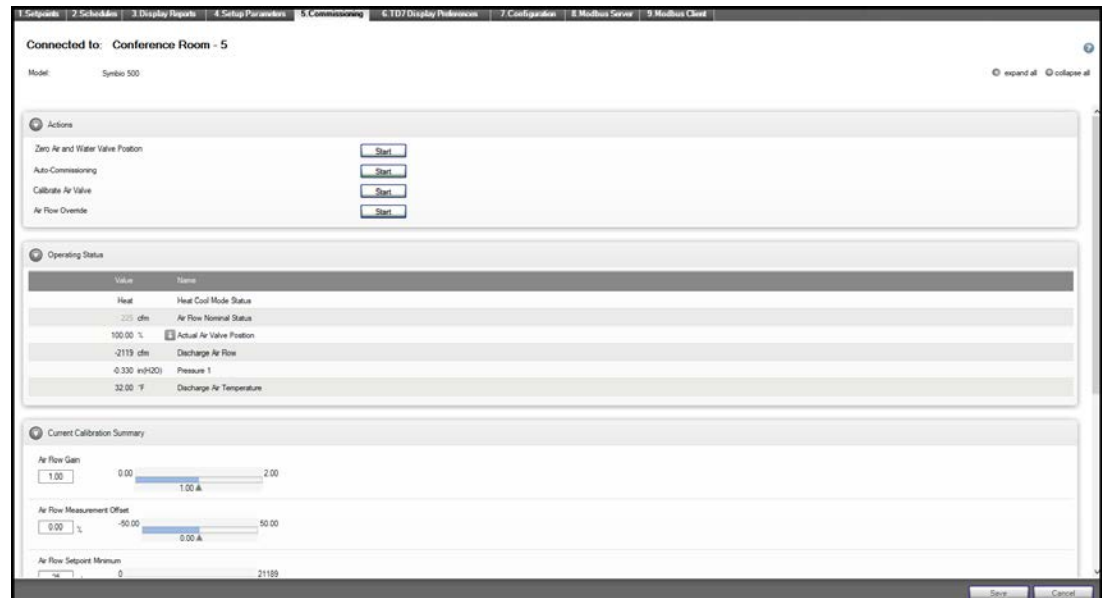 1.Setpoints 2.Schedules 3.Display Reports 4.Setup Parameters 5.Commissioning 6.TD7 Display Preferences 7.Configuration 8.Modbus Server 9.Modbus Client
Connected to: Conference Room - 5
Model: Symbio 500
expand all collapse all
Actions
Zero Air and Water Valve Position Start
Auto-Commissioning Start
Calibrate Air Valve Start
Air Flow Override Start
Operating Status
Value Name
Heat Heat Cool Mode Status
225 cfm Air Flow Nominal Status
100.00 % Actual Air Valve Position
-2119 cfm Discharge Air Flow
-0.330 in(H2O) Pressure 1
32.00 °F Discharge Air Temperature
Current Calibration Summary
Air Flow Gain
1.00 0.00 2.00
1.00
Air Flow Measurement Offset
0.00 % -50.00 50.00
0.00
Air Flow Setpoint Minimum
0 21189
Save Cancel